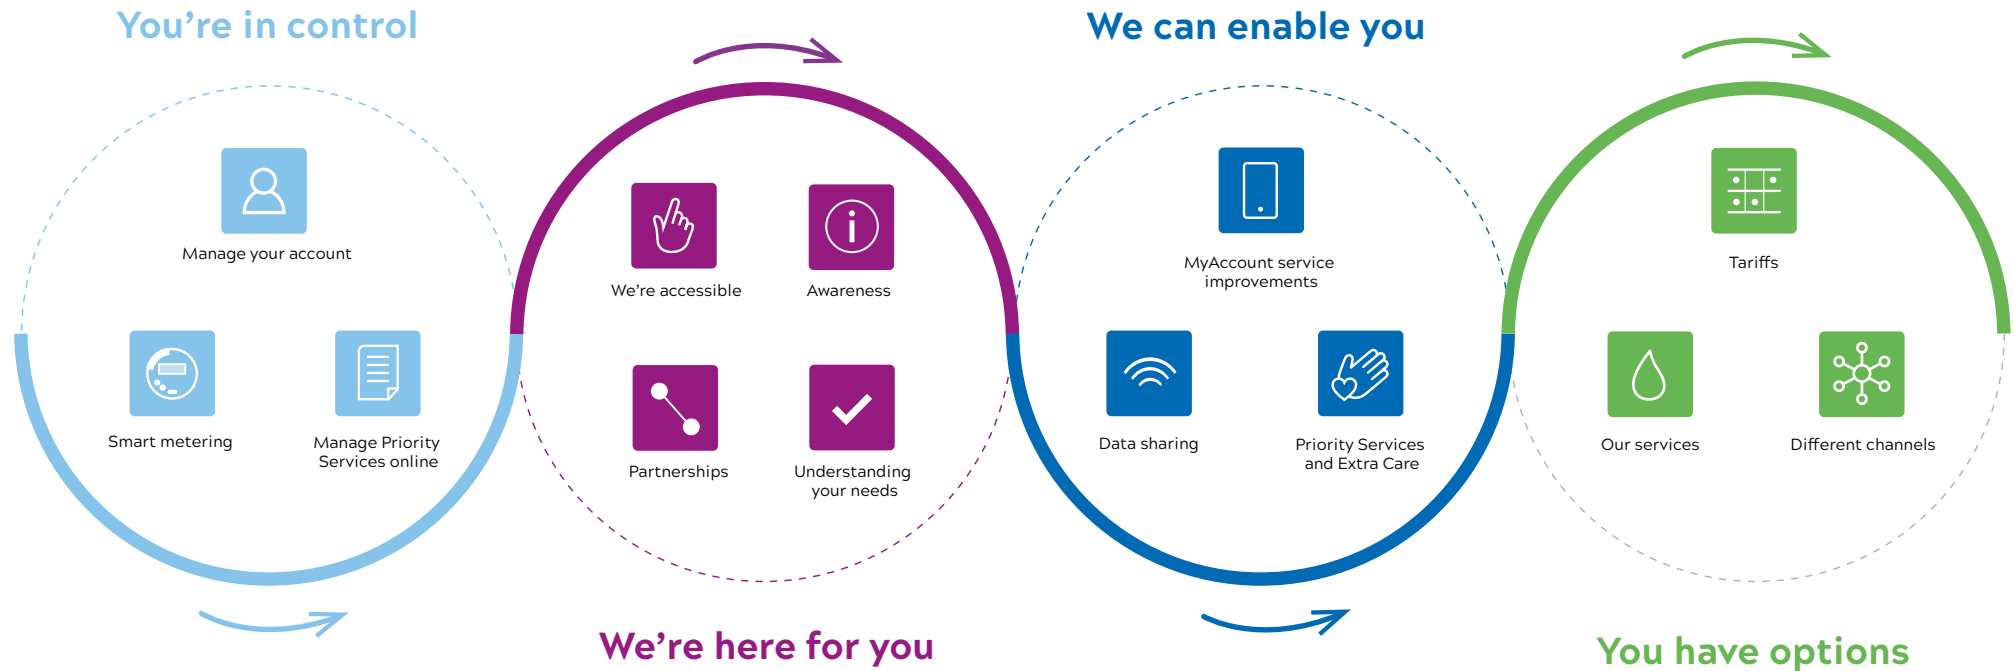 You're in control
Manage your account
Smart metering
Manage Priority
Services online
We're here for you
We're accessible
Awareness
Partnerships
Understanding
your needs
We can enable you
MyAccount service
improvements
Data sharing
Priority Services
and Extra Care
You have options
Tariffs
Our services
Different channels